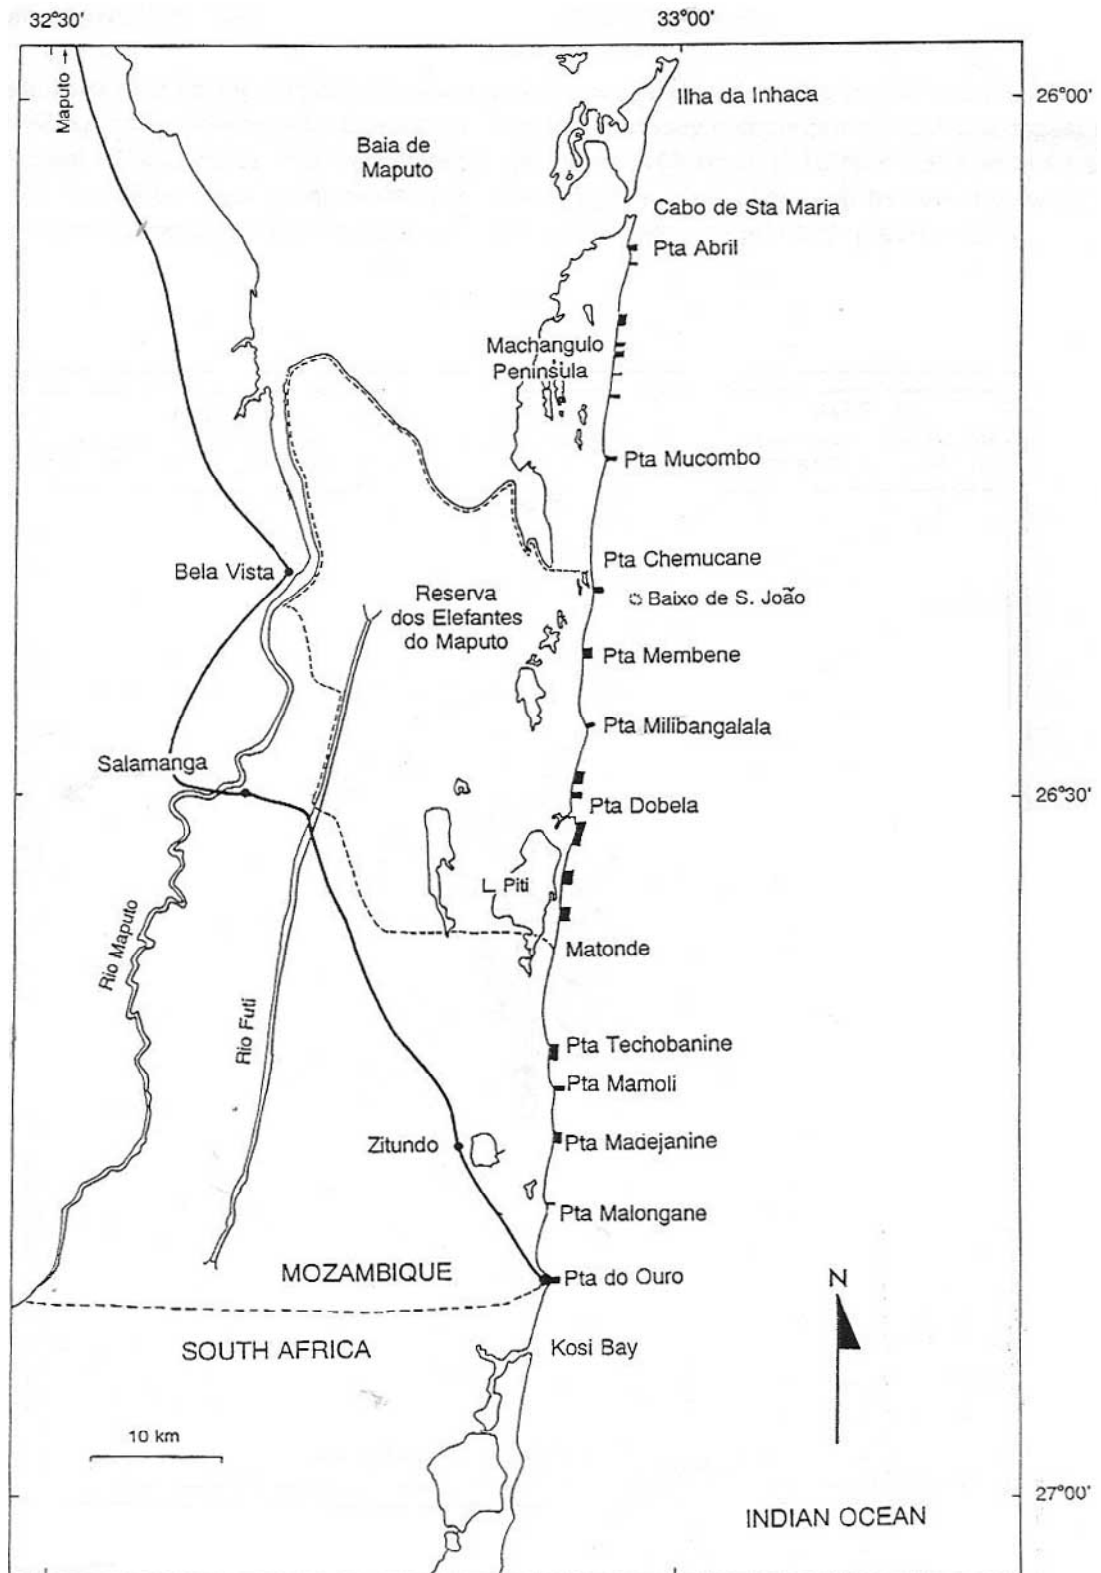 32°30'
33°00'
Maputo →
Ilha da Inhaca
26°00'
Baia de
Maputo
Cabo de Sta Maria
Pta Abril
Machangulo
Peninsula
Pta Mucombo
Pta Chemucane
Bela Vista
Reserva
dos Elefantes
do Maputo
Baixo de S. João
Pta Membene
Pta Milibangalala
Salamanga
26°30'
Pta Dobela
L. Piti
Rio Maputo
Matonde
Rio Futi
Pta Techobanine
Pta Mamoli
Zitundo
Pta Madejanine
Pta Malongane
MOZAMBIQUE
Pta do Ouro
N
SOUTH AFRICA
Kosi Bay
10 km
27°00'
INDIAN OCEAN